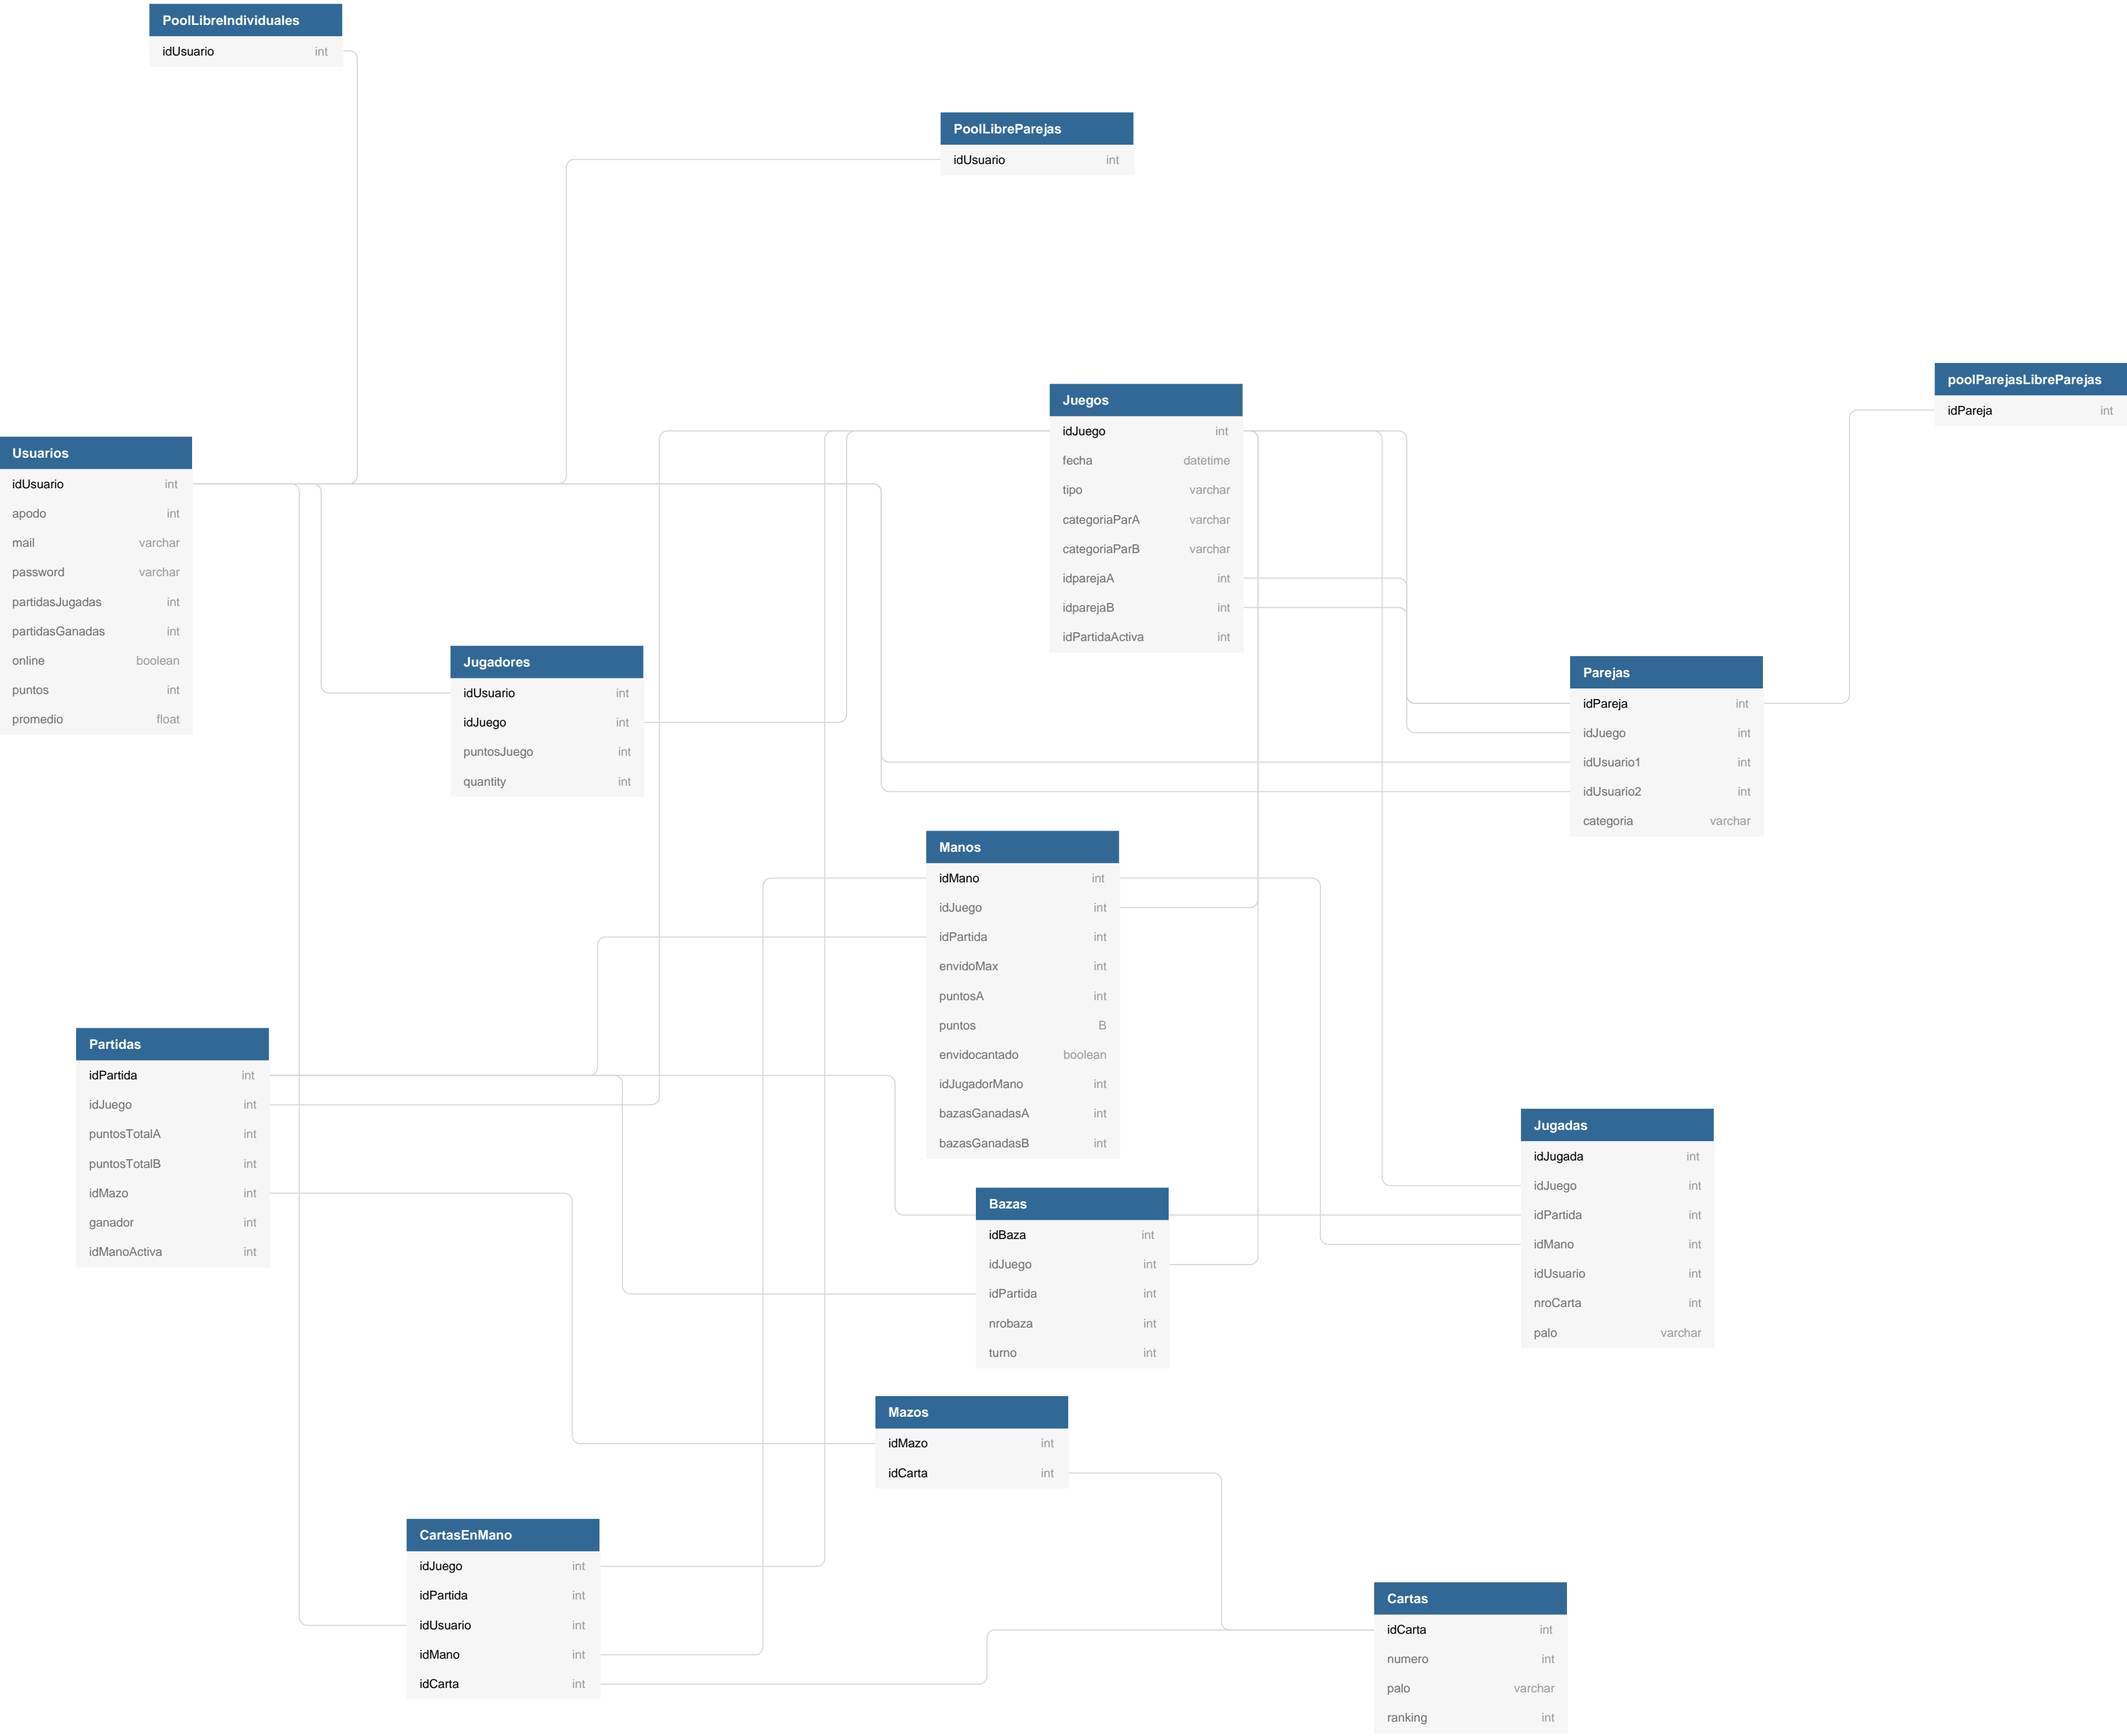 PoolLibreIndividuales
idUsuario int
PoolLibreParejas
idUsuario int
poolParejasLibreParejas
idPareja int
Juegos
idJuego int
fecha datetime
tipo varchar
categoriaParA varchar
categoriaParB varchar
idparejaA int
idparejaB int
idPartidaActiva int
Usuarios
idUsuario int
apodo int
mail varchar
password varchar
partidasJugadas int
partidasGanadas int
online boolean
puntos int
promedio float
Jugadores
idUsuario int
idJuego int
puntosJuego int
quantity int
Parejas
idPareja int
idJuego int
idUsuario1 int
idUsuario2 int
categoria varchar
Manos
idMano int
idJuego int
idPartida int
envidoMax int
puntosA int
puntos B
envidocantado boolean
idJugadorMano int
bazasGanadasA int
bazasGanadasB int
Partidas
idPartida int
idJuego int
puntosTotalA int
puntosTotalB int
idMazo int
ganador int
idManoActiva int
Jugadas
idJugada int
idJuego int
idPartida int
idMano int
idUsuario int
nroCarta int
palo varchar
Bazas
idBaza int
idJuego int
idPartida int
nrobaza int
turno int
Mazos
idMazo int
idCarta int
CartasEnMano
idJuego int
idPartida int
idUsuario int
idMano int
idCarta int
Cartas
idCarta int
numero int
palo varchar
ranking int